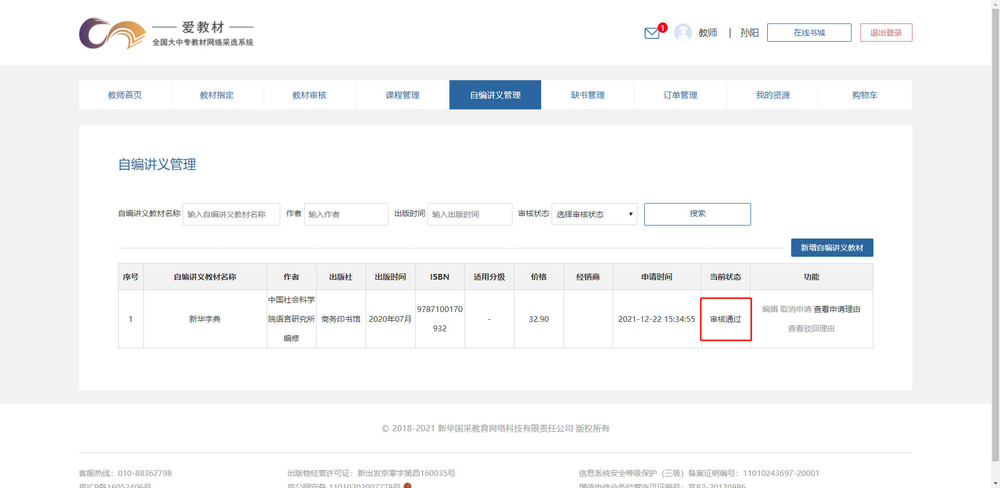 爱教材
全国大中专教材网络采选系统
1
教师 | 孙阳
在线书城
退出登录
教师首页
教材指定
教材审核
课程管理
自编讲义管理
缺书管理
订单管理
我的资源
购物车
自编讲义管理
自编讲义教材名称 输入自编讲义教材名称 作者 输入作者 出版时间 输入出版时间 审核状态 选择审核状态 搜索
新增自编讲义教材
序号 自编讲义教材名称 作者 出版社 出版时间 ISBN 适用分级 价格 经销商 申请时间 当前状态 功能
1
新华字典
中国社会科学
院语言研究所
编修
商务印书馆
2020年07月
9787100170
932
-
32.90
2021-12-22 15:34:55
审核通过
编辑 取消申请 查看申请理由
查看驳回理由
© 2018-2021 新华国采教育网络科技有限责任公司 版权所有
客服热线：010-88362798
出版物经营许可证：新出发京零字第西160035号
信息系统安全等级保护（三级）备案证明编号：11010243697-20001
京ICP备16053406号
京公网安备 11010202007778号
增值电信业务经营许可证编号：京B2-20170886